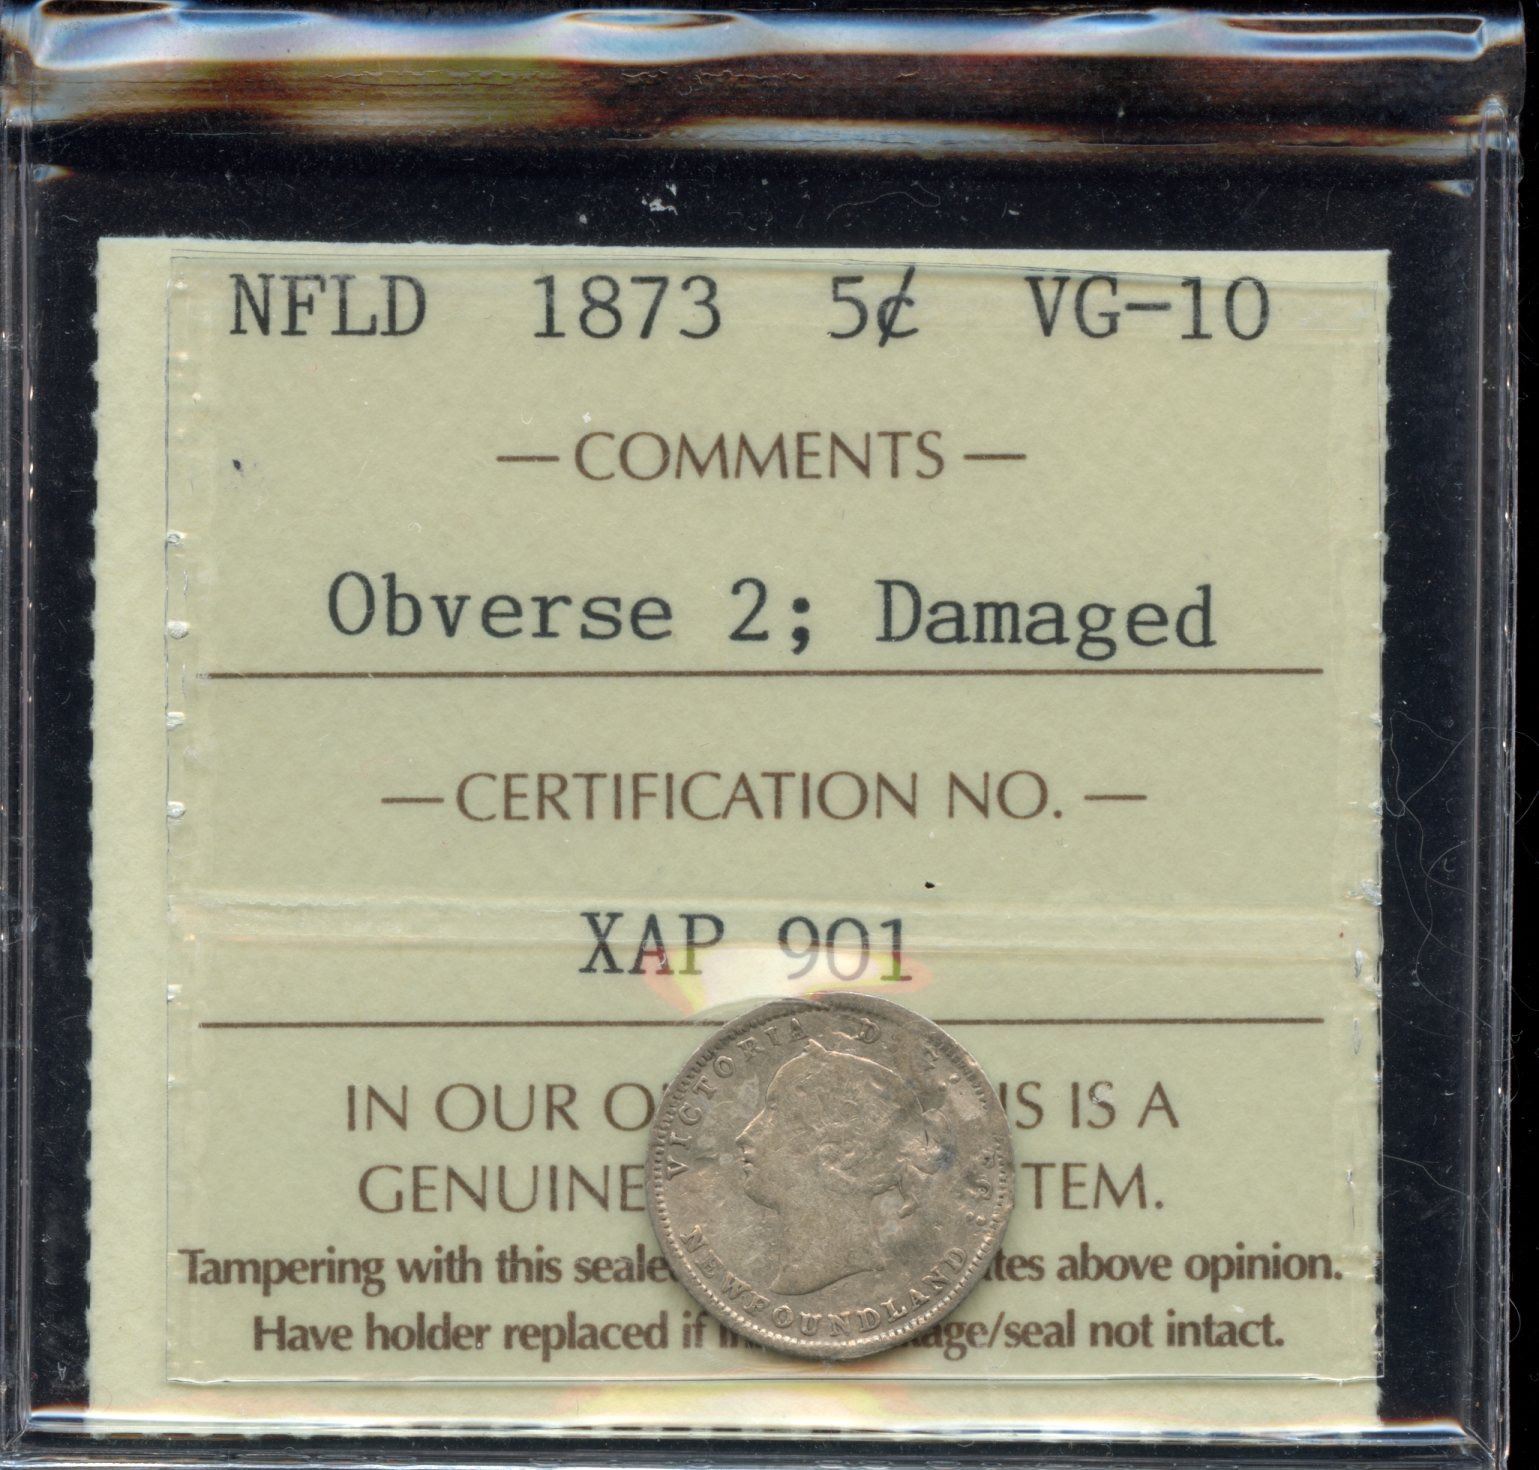 NFLD 1873 5¢ VG-10
— COMMENTS —
Obverse 2; Damaged
— CERTIFICATION NO. —
XAP 901
IN OUR IS IS A
GENUINE TEM.
Tampering with this seale tes above opinion.
Have holder replaced if age/seal not intact.
VICTORIA D
NEWFOUNDLAND